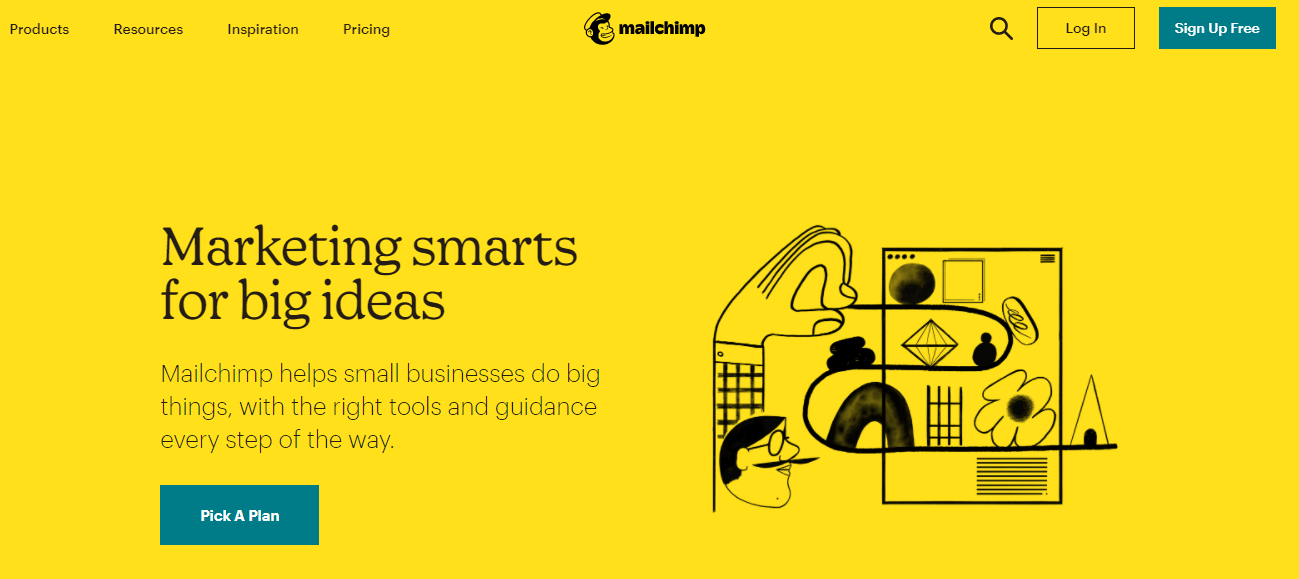 Products
Resources
Inspiration
Pricing
mailchimp
Log In
Sign Up Free
Marketing smarts
for big ideas
Mailchimp helps small businesses do big
things, with the right tools and guidance
every step of the way.
Pick A Plan